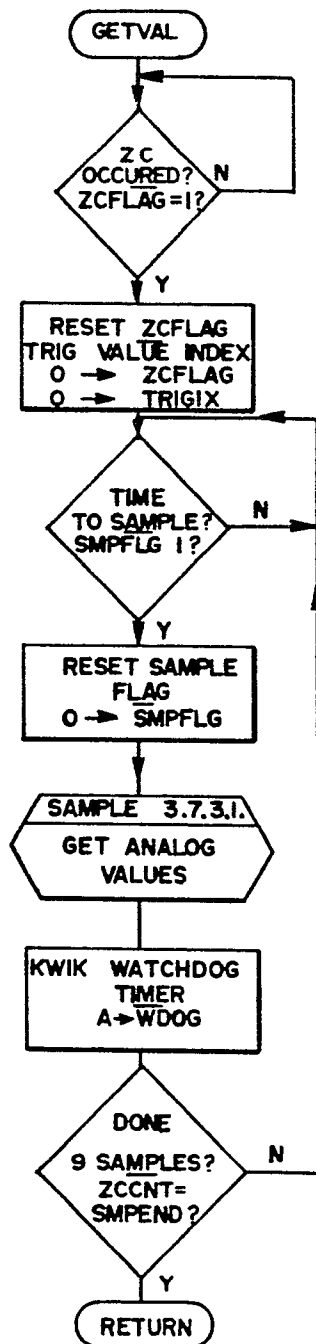 GETVAL
ZC
OCCURED?
ZCFLAG=1?
N
Y
RESET ZCFLAG
TRIG VALUE INDEX
0 → ZCFLAG
0 → TRIGIX
TIME
TO SAMPLE?
SMPFLG 1?
N
Y
RESET SAMPLE
FLAG
0 → SMPFLG
SAMPLE 3.7.3.1.
GET ANALOG
VALUES
KWIK WATCHDOG
TIMER
A→WDOG
DONE
9 SAMPLES?
ZCCNT=
SMPEND?
N
Y
RETURN